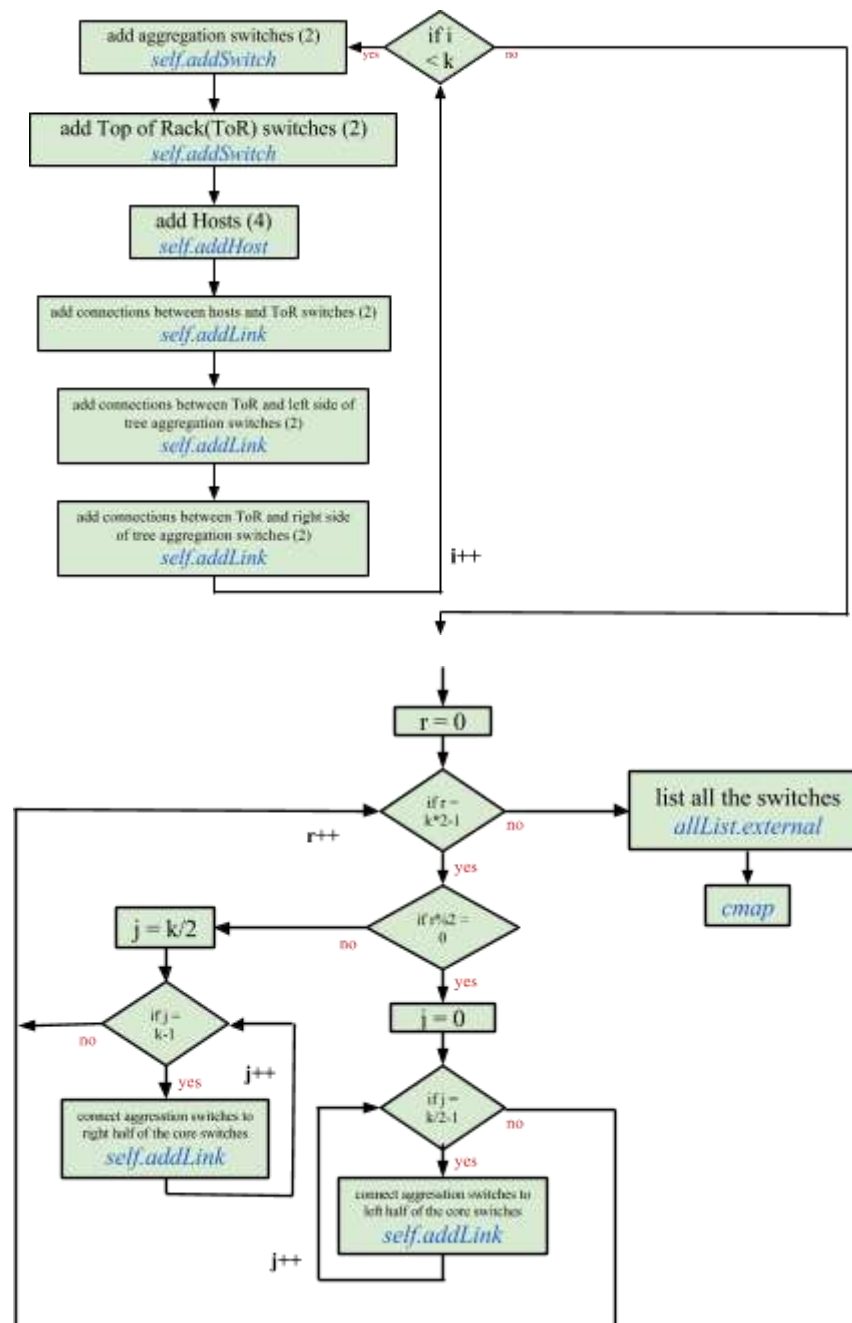 add aggregation switches (2)
self.addSwitch
yes
if i
< k
no
add Top of Rack(ToR) switches (2)
self.addSwitch
add Hosts (4)
self.addHost
add connections between hosts and ToR switches (2)
self.addLink
add connections between ToR and left side of
tree aggregation switches (2)
self.addLink
add connections between ToR and right side
of tree aggregation switches (2)
self.addLink
i++
r = 0
if r =
k*2-1
no
list all the switches
allList.external
cmap
r++
yes
if r%2 =
0
no
yes
j = k/2
if j =
k-1
no
yes
j++
connect aggresstion switches to
right half of the core switches
self.addLink
j=0
if j =
k/2-1
no
yes
connect aggresstion switches to
left half of the core switches
self.addLink
j++